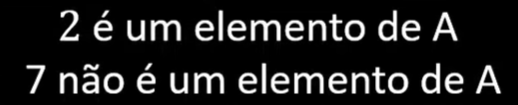 2 é um elemento de A
7 não é um elemento de A